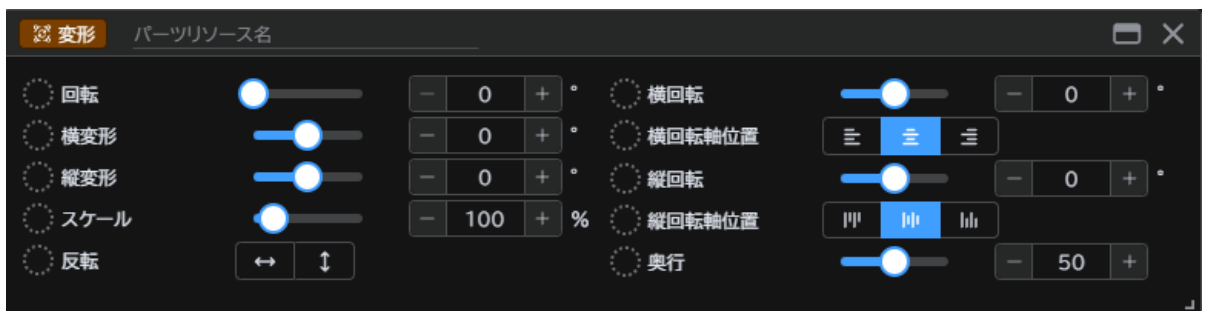 変形 パーツリソース名
回転 − 0 + ° 横回転 − 0 + °
横変形 − 0 + ° 横回転軸位置
縦変形 − 0 + ° 縦回転 − 0 + °
スケール − 100 + % 縦回転軸位置
反転 奥行 − 50 +